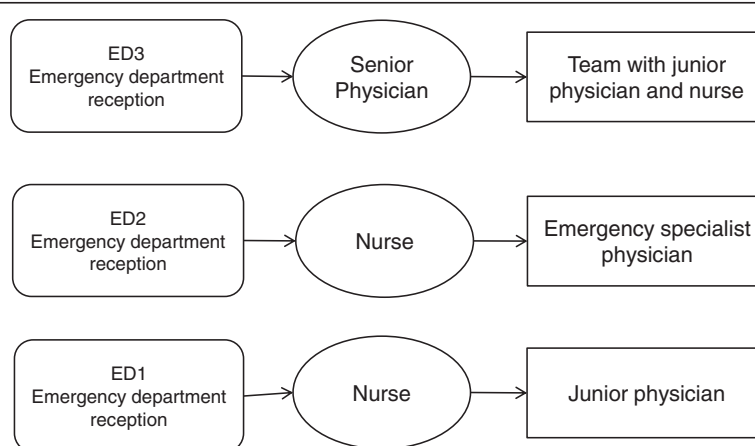 ED3
Emergency department
reception
Senior
Physician
Team with junior
physician and nurse
ED2
Emergency department
reception
Nurse
Emergency specialist
physician
ED1
Emergency department
reception
Nurse
Junior physician